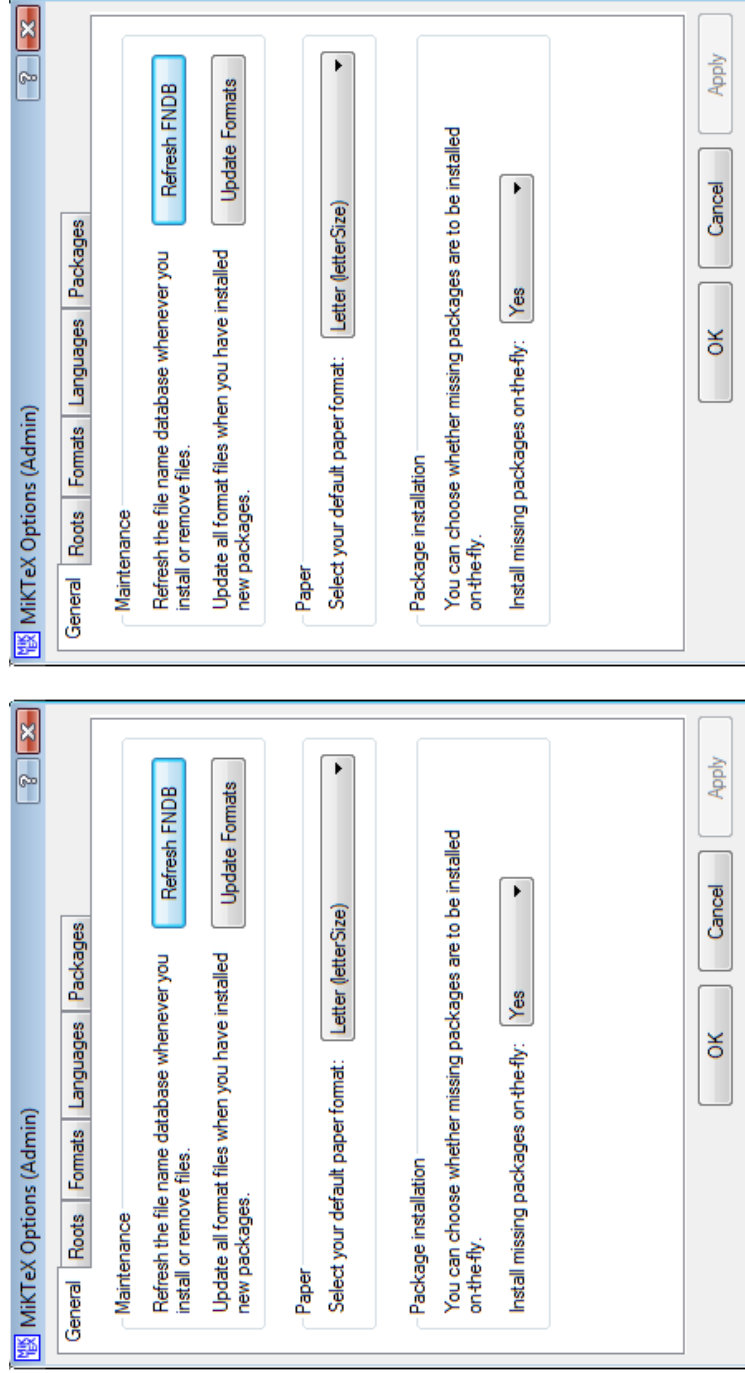 MiKTeX Options (Admin)
General Roots Formats Languages Packages
Maintenance
Refresh the file name database whenever you
install or remove files.
Refresh FNDB
Update all format files when you have installed
new packages.
Update Formats
Paper
Select your default paper format: Letter (letterSize)
Package installation
You can choose whether missing packages are to be installed
on-the-fly.
Install missing packages on-the-fly: Yes
OK Cancel Apply
MiKTeX Options (Admin)
General Roots Formats Languages Packages
Maintenance
Refresh the file name database whenever you
install or remove files.
Refresh FNDB
Update all format files when you have installed
new packages.
Update Formats
Paper
Select your default paper format: Letter (letterSize)
Package installation
You can choose whether missing packages are to be installed
on-the-fly.
Install missing packages on-the-fly: Yes
OK Cancel Apply